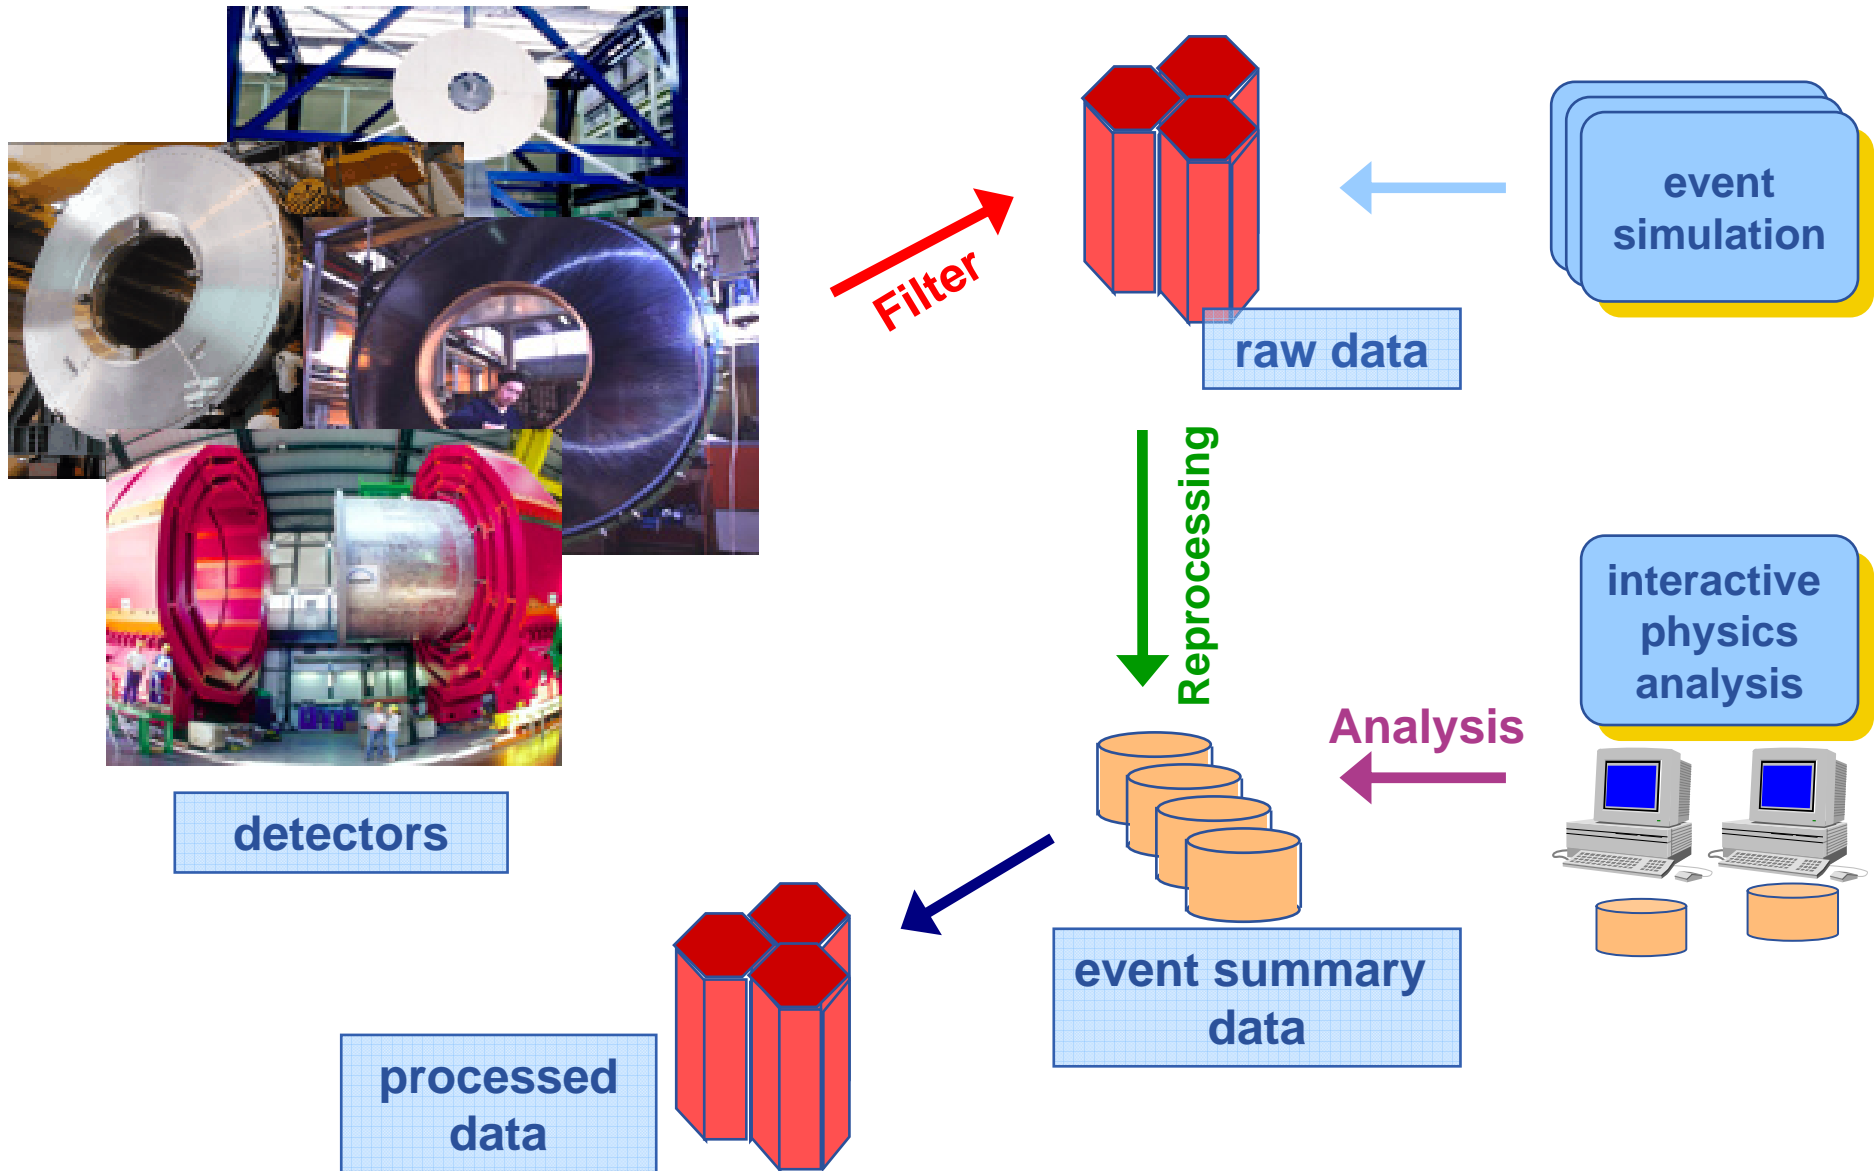 event
simulation
Filter
raw data
Reprocessing
interactive
physics
analysis
Analysis
detectors
event summary
data
processed
data